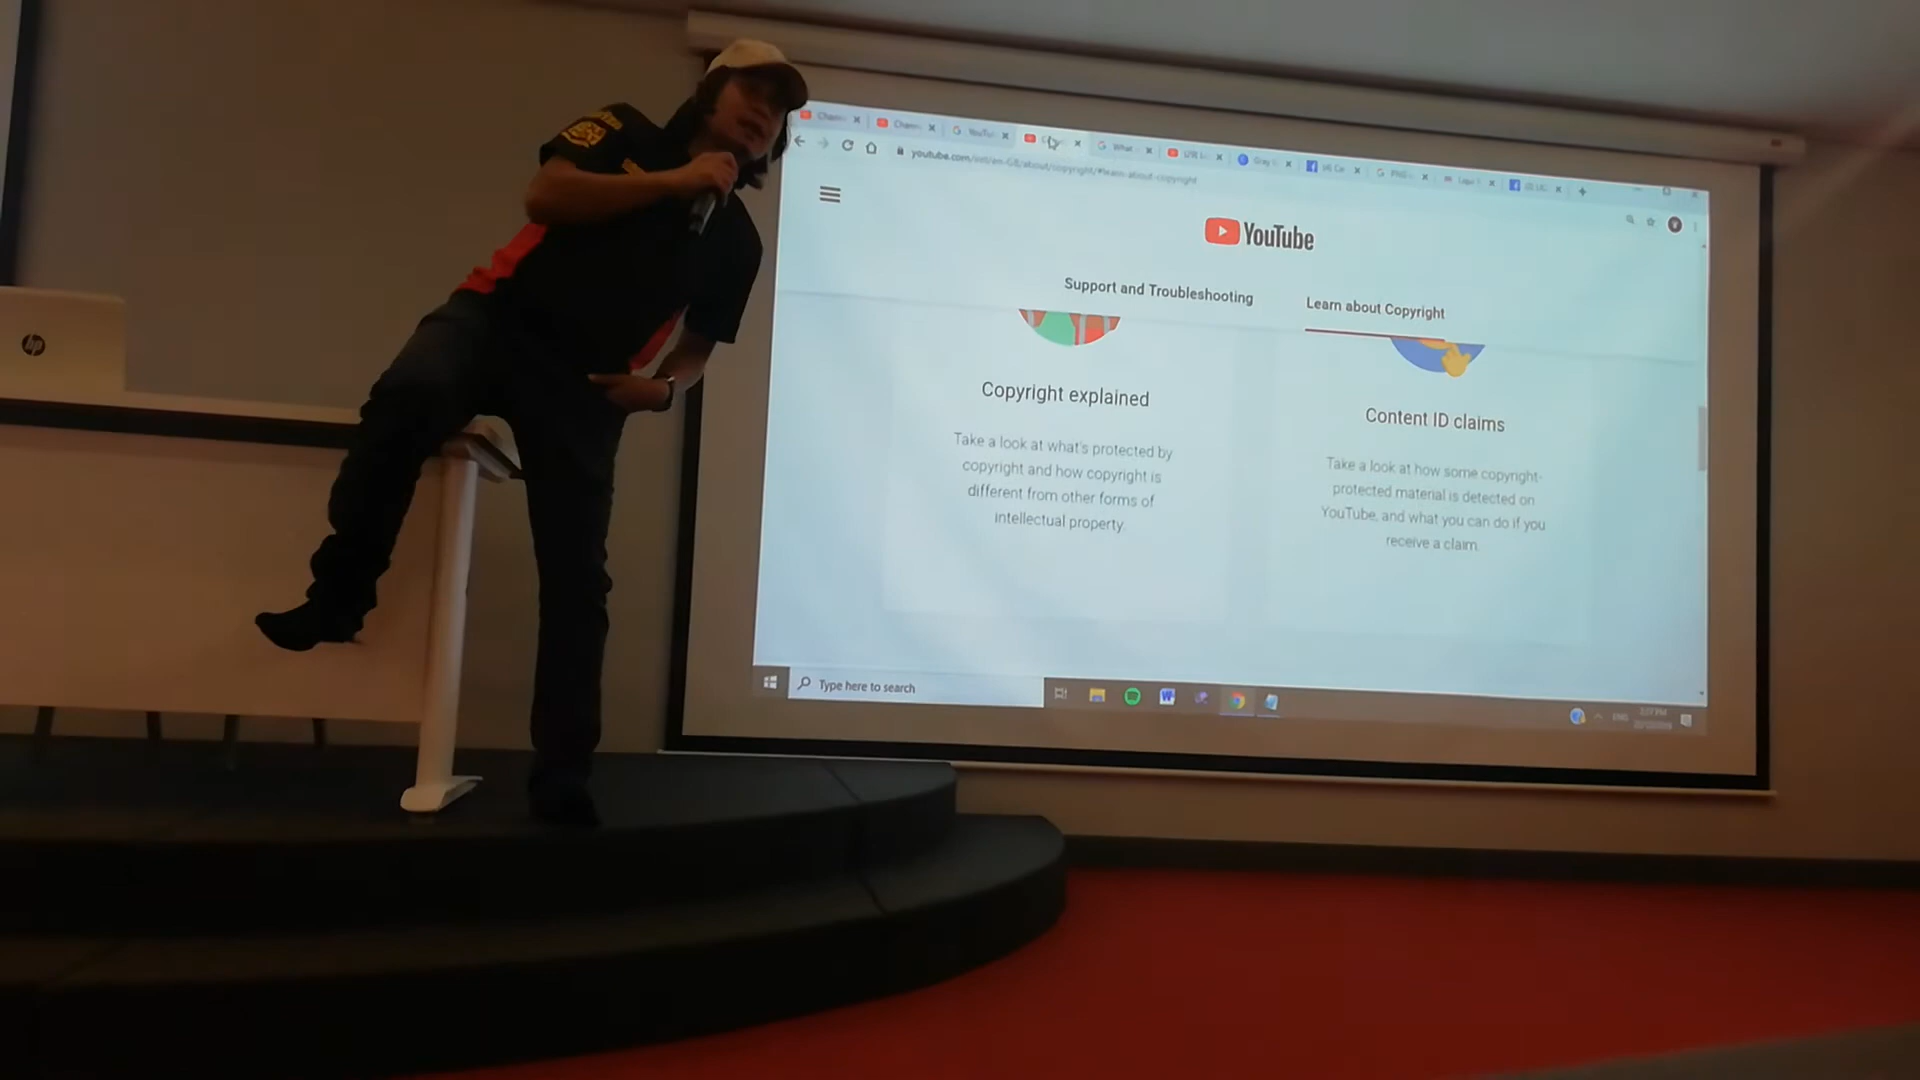 YouTube
Support and Troubleshooting
Learn about Copyright
Copyright explained
Take a look at what's protected by
copyright and how copyright is
different from other forms of
intellectual property.
Content ID claims
Take a look at how some copyright-
protected material is detected on
YouTube, and what you can do if you
receive a claim.
Type here to search
hp